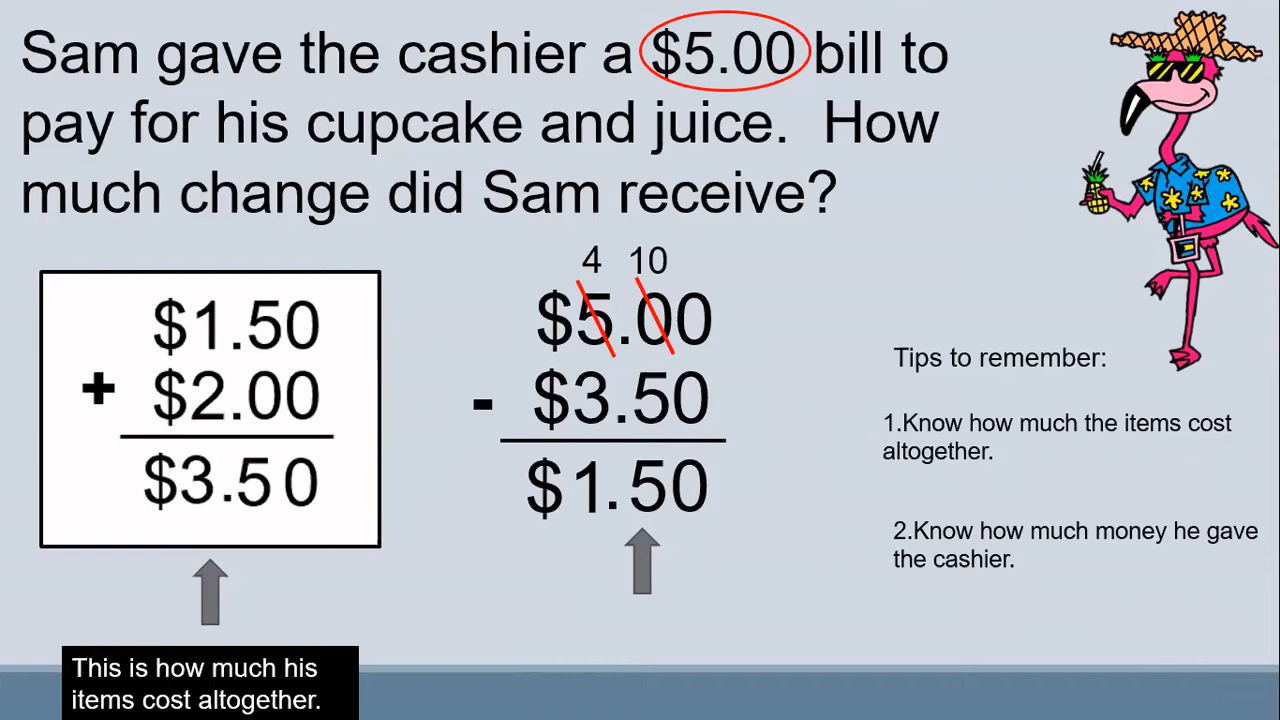 Sam gave the cashier a $5.00 bill to
pay for his cupcake and juice. How
much change did Sam receive?
$1.50
+ $2.00
$3.50
4 10
$5.00
- $3.50
$1.50
Tips to remember:
1.Know how much the items cost
altogether.
2.Know how much money he gave
the cashier.
This is how much his
items cost altogether.